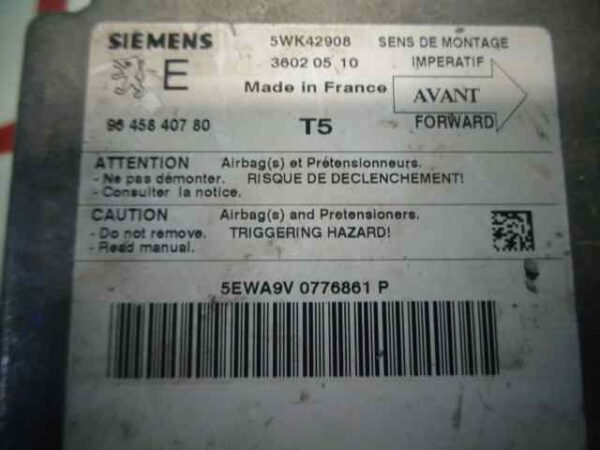 SIEMENS 5WK42908 SENS DE MONTAGE
E 3602 05 10 IMPERATIF
Made in France AVANT
96 458 407 80 T5 FORWARD
ATTENTION Airbag(s) et Prétensionneurs.
- Ne pas démonter. RISQUE DE DECLENCHEMENT!
- Consulter la notice.
CAUTION Airbag(s) and Pretensioners.
- Do not remove. TRIGGERING HAZARD!
- Read manual.
5EWA9V 0776861 P